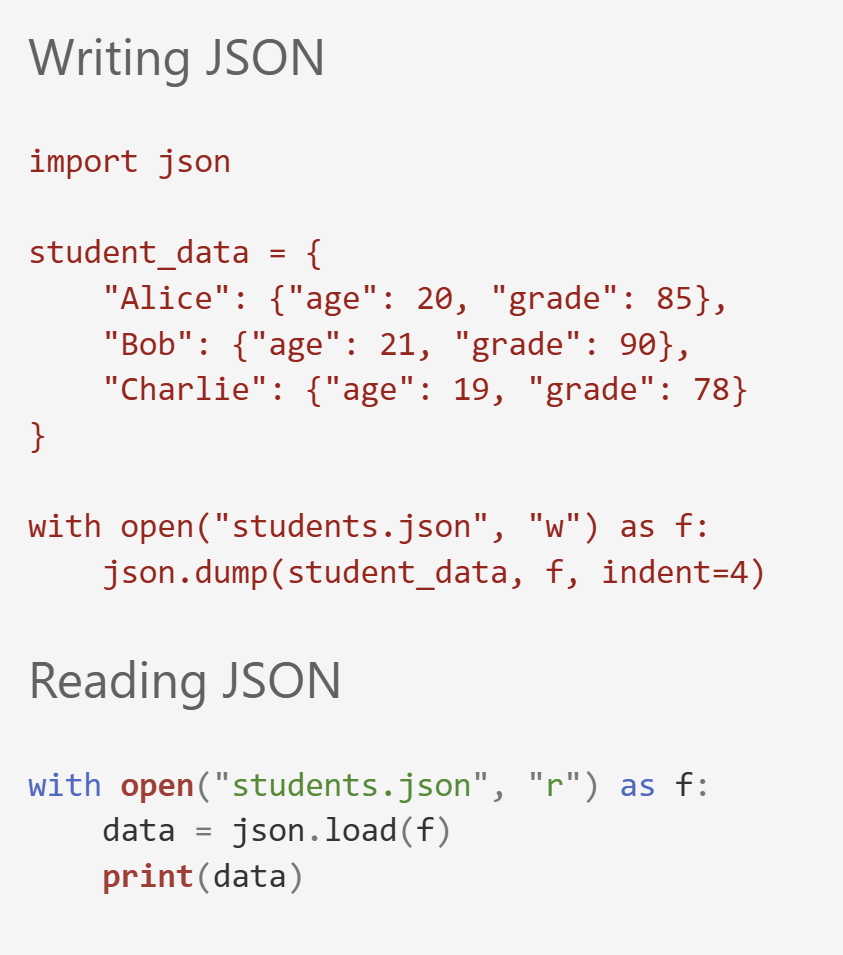 Writing JSON
import json
student_data = {
    "Alice": {"age": 20, "grade": 85},
    "Bob": {"age": 21, "grade": 90},
    "Charlie": {"age": 19, "grade": 78}
}
with open("students.json", "w") as f:
    json.dump(student_data, f, indent=4)
Reading JSON
with open("students.json", "r") as f:
    data = json.load(f)
    print(data)